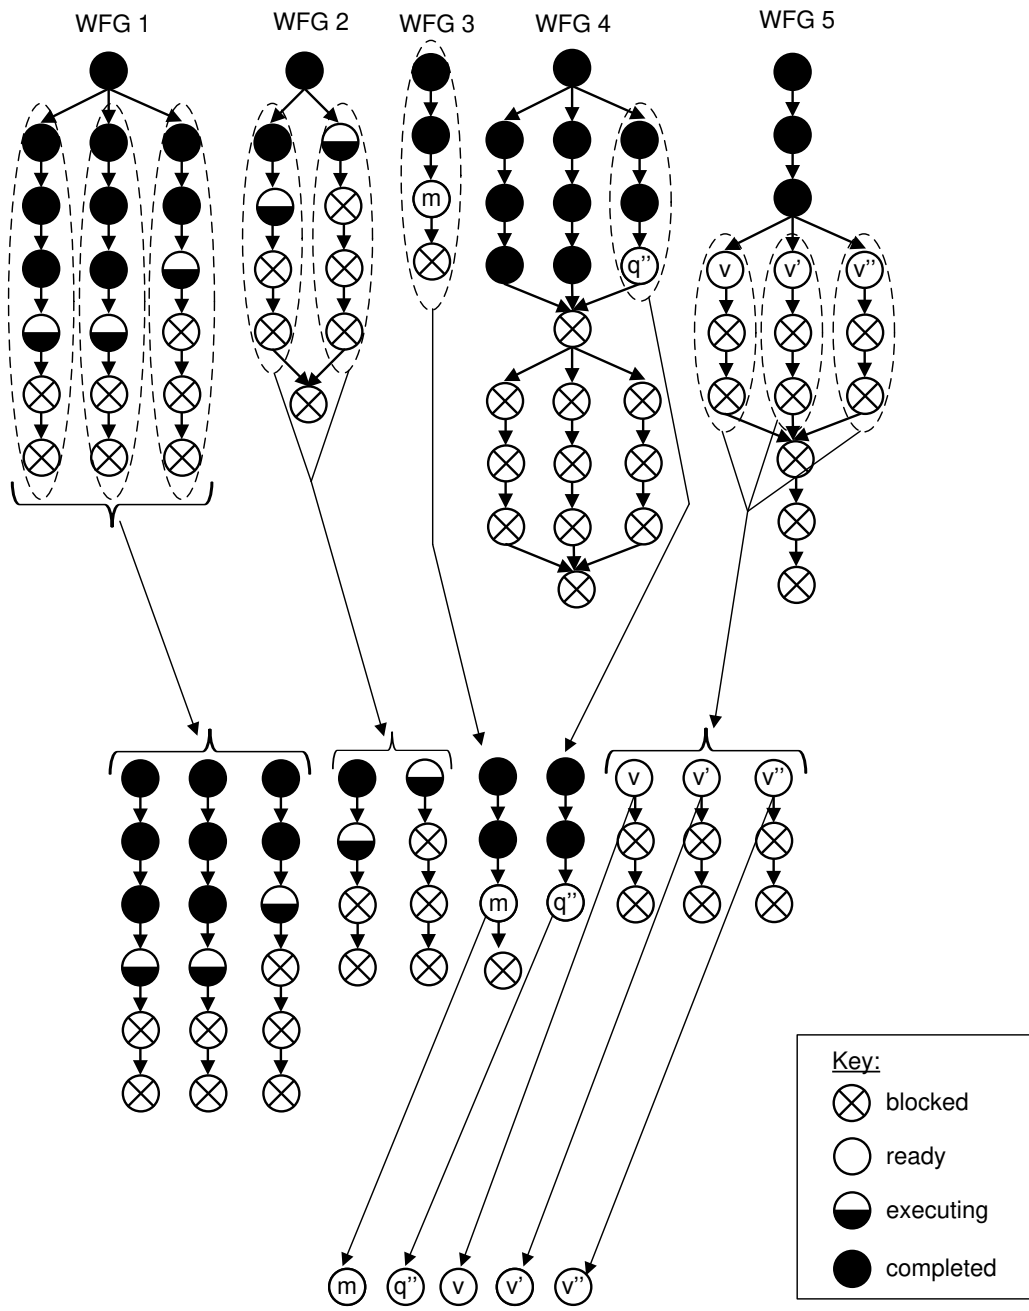 WFG 1 WFG 2 WFG 3 WFG 4 WFG 5
m
q''
v v' v''
v v' v''
m q''
Key:
blocked
ready
executing
completed
m q'' v v' v''